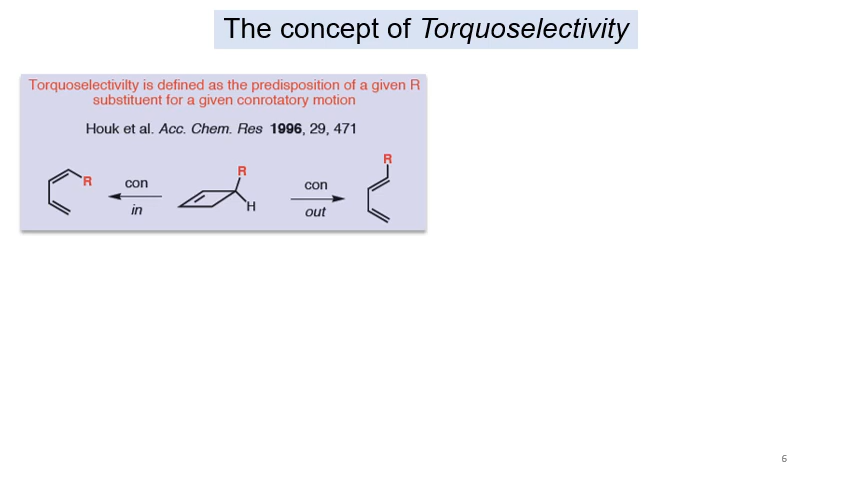 The concept of Torquoselectivity
Torquoselectivilty is defined as the predisposition of a given R
substituent for a given conrotatory motion
Houk et al. Acc. Chem. Res 1996, 29, 471
R
con
in
R
H
con
out
R
6